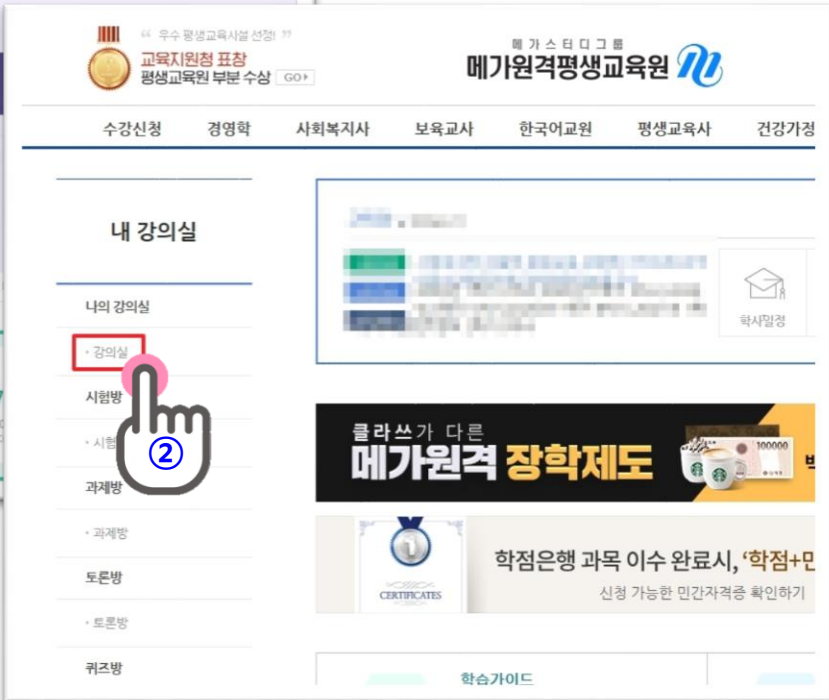 “ 우수 평생교육시설 선정! ”
교육지원청 표창
평생교육원 부분 수상 GO
메가스터디그룹
메가원격평생교육원
수강신청 경영학 사회복지사 보육교사 한국어교원 평생교육사 건강가정
내 강의실
나의 강의실
· 강의실
시험방
②
· 시험
과제방
· 과제방
토론방
· 토론방
퀴즈방
학사일정
클라쓰가 다른
메가원격 장학제도
100000
CERTIFICATES
학점은행 과목 이수 완료시, ‘학점+민
신청 가능한 민간자격증 확인하기
학습가이드